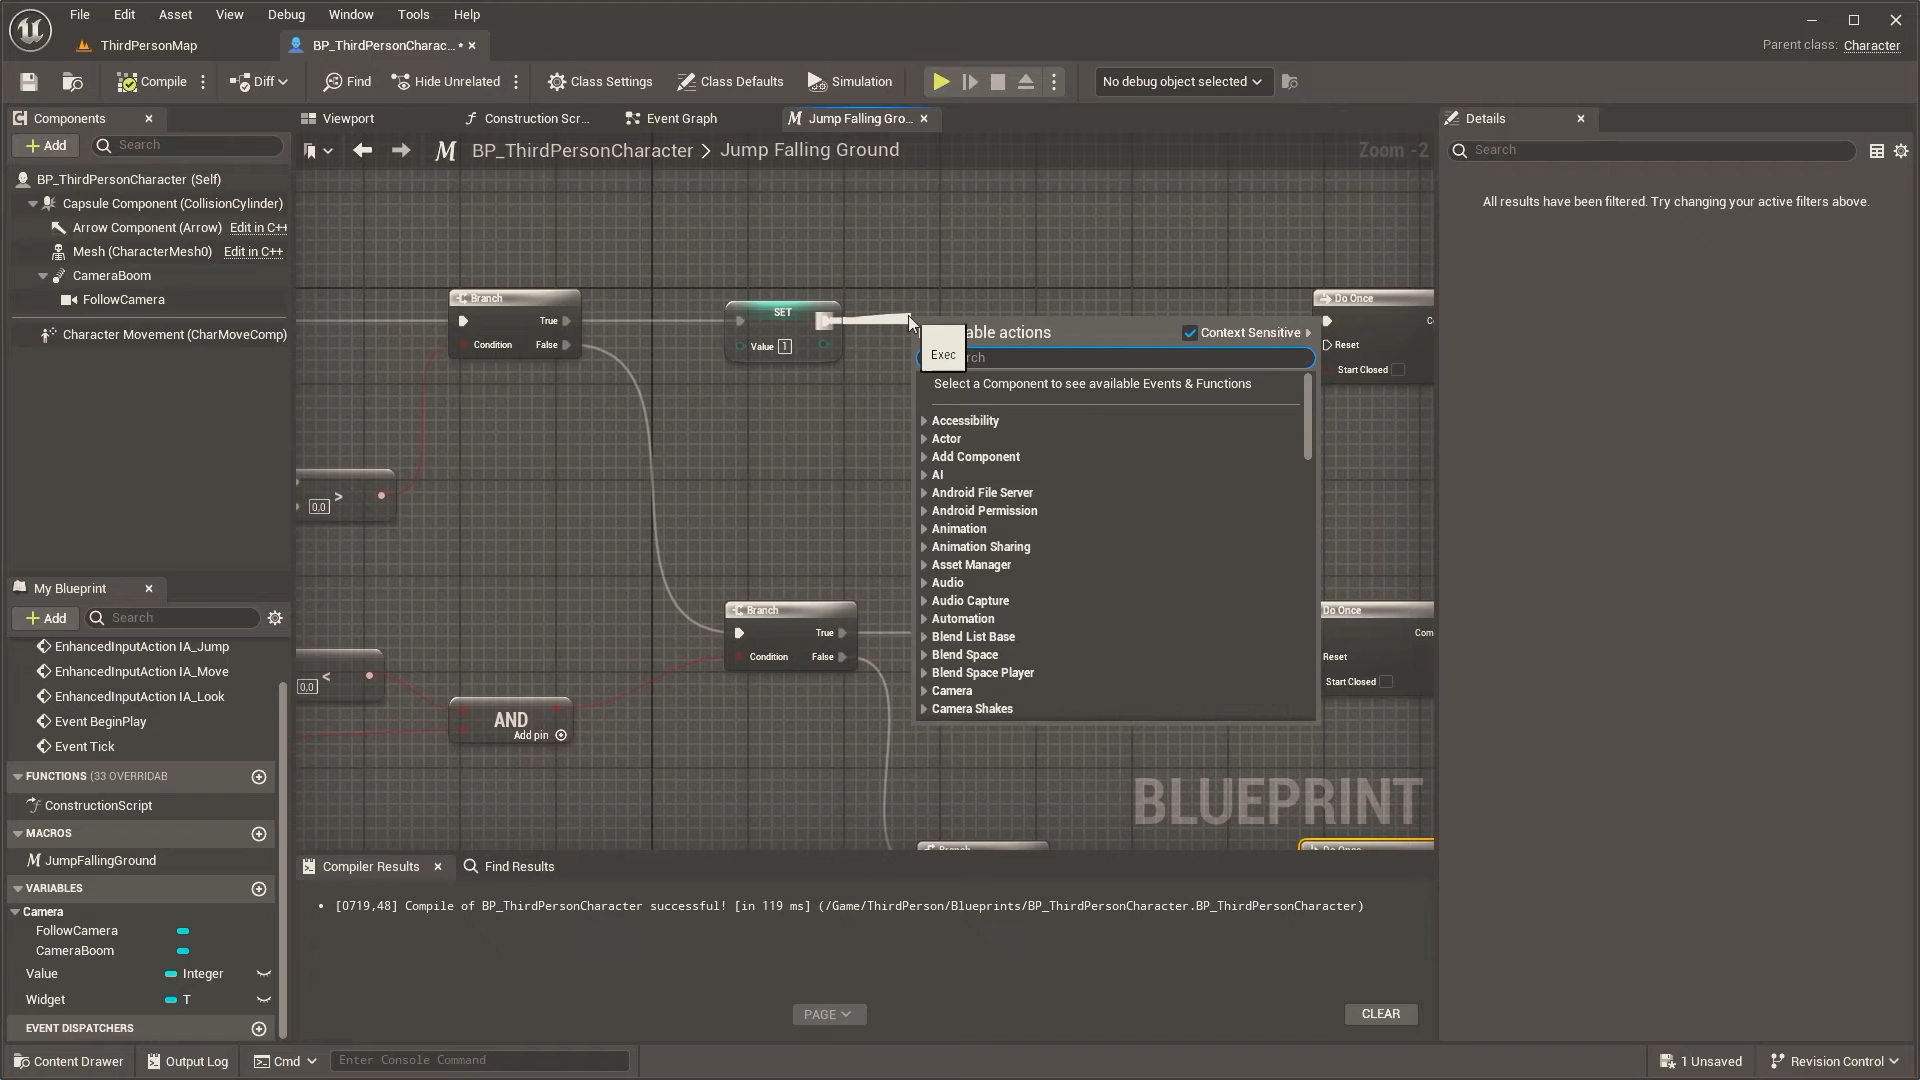 File Edit Asset View Debug Window Tools Help
ThirdPersonMap
BP_ThirdPersonCharac... •
Parent class: Character
Compile
Diff
Find
Hide Unrelated
Class Settings
Class Defaults
Simulation
No debug object selected
Components
Viewport
Construction Scr...
Event Graph
Jump Falling Gro...
Details
Add
Search
BP_ThirdPersonCharacter > Jump Falling Ground
Zoom -2
Search
BP_ThirdPersonCharacter (Self)
Capsule Component (CollisionCylinder)
Arrow Component (Arrow) Edit in C++
Mesh (CharacterMesh0) Edit in C++
CameraBoom
FollowCamera
Character Movement (CharMoveComp)
All results have been filtered. Try changing your active filters above.
Branch
True
Condition False
SET
Value 1
able actions
Context Sensitive
Exec
rch
Select a Component to see available Events & Functions
Accessibility
Actor
Add Component
AI
Android File Server
Android Permission
Animation
Animation Sharing
Asset Manager
Audio
Audio Capture
Automation
Blend List Base
Blend Space
Blend Space Player
Camera
Camera Shakes
Do Once
C
Reset
Start Closed
0,0 >
0,0 <
AND
Add pin
Branch
True
Condition False
Do Once
Com
Reset
Start Closed
Branch
Do Once
BLUEPRINT
My Blueprint
Add
Search
EnhancedInputAction IA_Jump
EnhancedInputAction IA_Move
EnhancedInputAction IA_Look
Event BeginPlay
Event Tick
FUNCTIONS (33 OVERRIDAB
ConstructionScript
MACROS
JumpFallingGround
VARIABLES
Camera
FollowCamera
CameraBoom
Value Integer
Widget T
EVENT DISPATCHERS
Compiler Results
Find Results
• [0719,48] Compile of BP_ThirdPersonCharacter successful! [in 119 ms] (/Game/ThirdPerson/Blueprints/BP_ThirdPersonCharacter.BP_ThirdPersonCharacter)
PAGE
CLEAR
Content Drawer
Output Log
Cmd
Enter Console Command
1 Unsaved
Revision Control